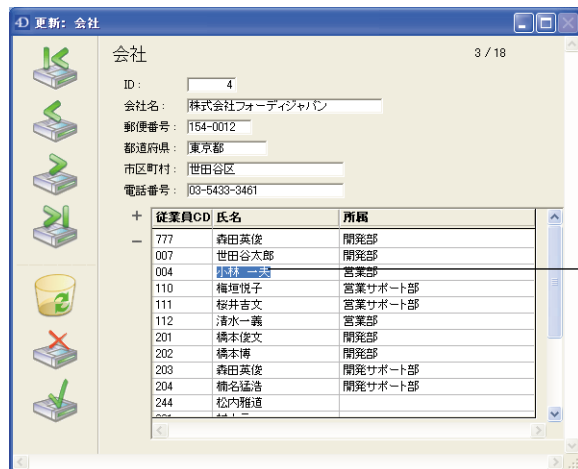 4D 更新: 会社
会社
3 / 18
ID : 4
会社名: 株式会社フォーディジャパン
郵便番号: 154-0012
都道府県: 東京都
市区町村: 世田谷区
電話番号: 03-5433-3461
+ 従業員CD 氏名 所属
− 777 森田英俊 開発部
007 世田谷太郎 開発部
004 小林 一夫 営業部
110 梅垣悦子 営業サポート部
111 桜井吉文 営業サポート部
112 清水一義 営業部
201 橋本俊文 開発部
202 橋本博 開発部
203 森田英俊 開発サポート部
204 楠名猛浩 開発サポート部
244 松内雅道